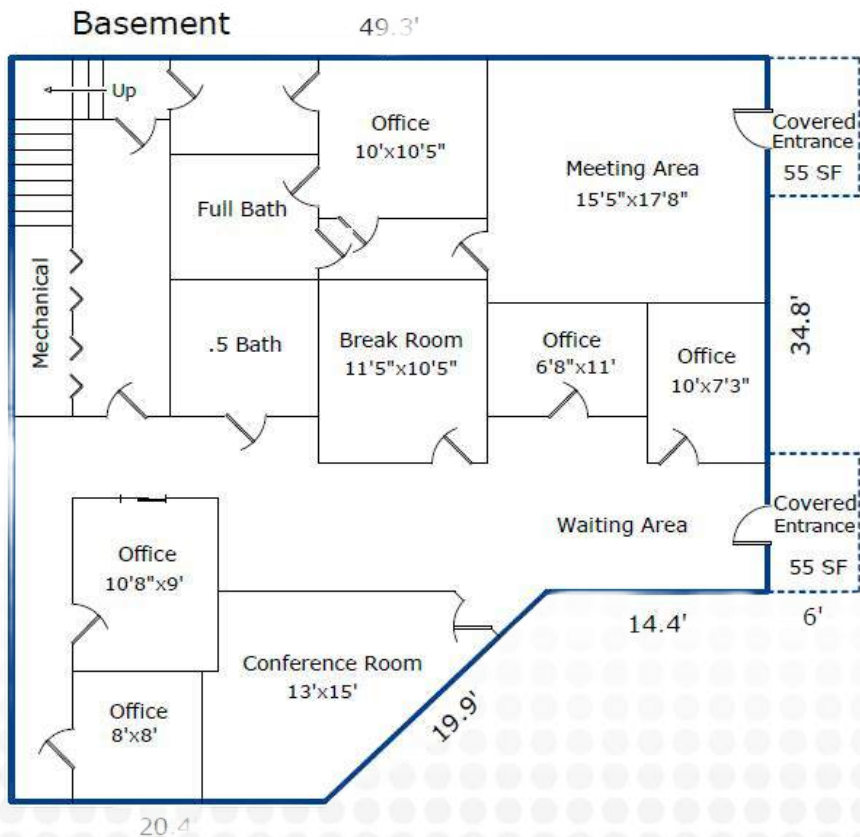 Basement
49.3'
Up
Office
10'x10'5"
Meeting Area
15'5"x17'8"
Covered
Entrance
55 SF
Full Bath
Mechanical
.5 Bath
Break Room
11'5"x10'5"
Office
6'8"x11'
Office
10'x7'3"
34.8'
Waiting Area
Covered
Entrance
55 SF
Office
10'8"x9'
14.4'
6'
Conference Room
13'x15'
Office
8'x8'
19.9'
20.4